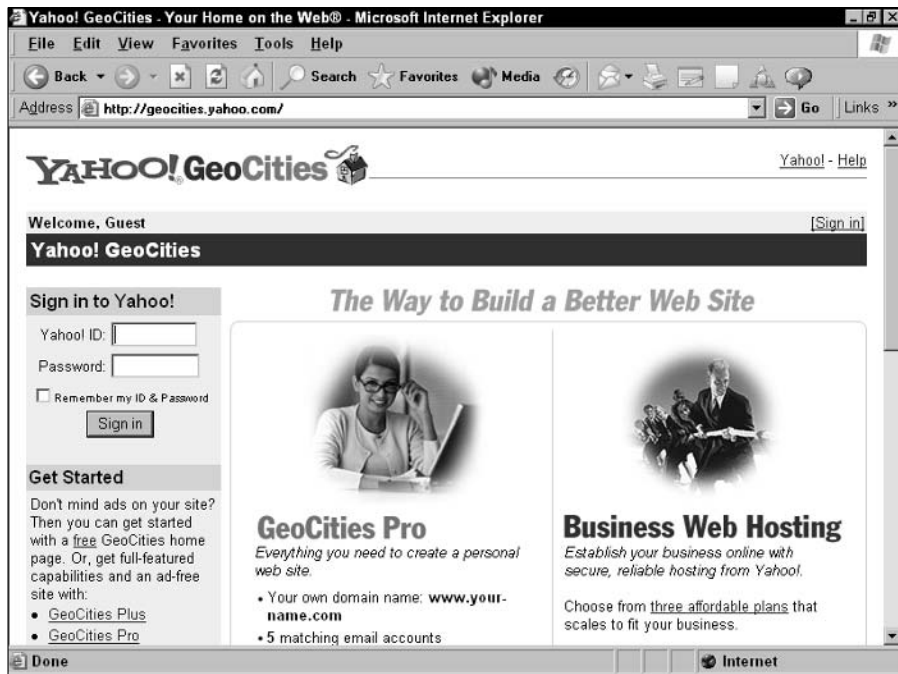 Yahoo! GeoCities - Your Home on the Web® - Microsoft Internet Explorer
File Edit View Favorites Tools Help
Back Search Favorites Media
Address http://geocities.yahoo.com/ Go Links »
YAHOO! GeoCities
Yahoo! - Help
Welcome, Guest
[Sign in]
Yahoo! GeoCities
Sign in to Yahoo!
Yahoo! ID:
Password:
Remember my ID & Password
Sign in
Get Started
Don't mind ads on your site?
Then you can get started
with a free GeoCities home
page. Or, get full-featured
capabilities and an ad-free
site with:
• GeoCities Plus
• GeoCities Pro
The Way to Build a Better Web Site
GeoCities Pro
Everything you need to create a personal
web site.
• Your own domain name: www.your-
name.com
• 5 matching email accounts
Business Web Hosting
Establish your business online with
secure, reliable hosting from Yahoo!.
Choose from three affordable plans that
scales to fit your business.
Done
Internet